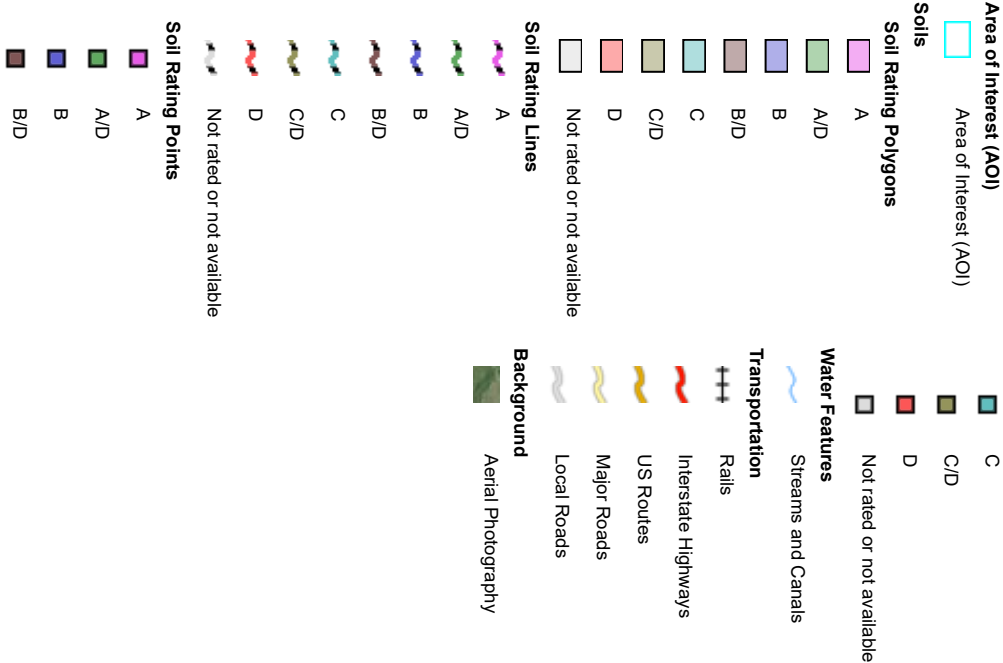 Area of Interest (AOI)
Area of Interest (AOI)
Soils
Soil Rating Polygons
A
A/D
B
B/D
C
C/D
D
Not rated or not available
Soil Rating Lines
A
A/D
B
B/D
C
C/D
D
Not rated or not available
Soil Rating Points
A
A/D
B
B/D
C
C/D
D
Not rated or not available
Water Features
Streams and Canals
Transportation
Rails
Interstate Highways
US Routes
Major Roads
Local Roads
Background
Aerial Photography